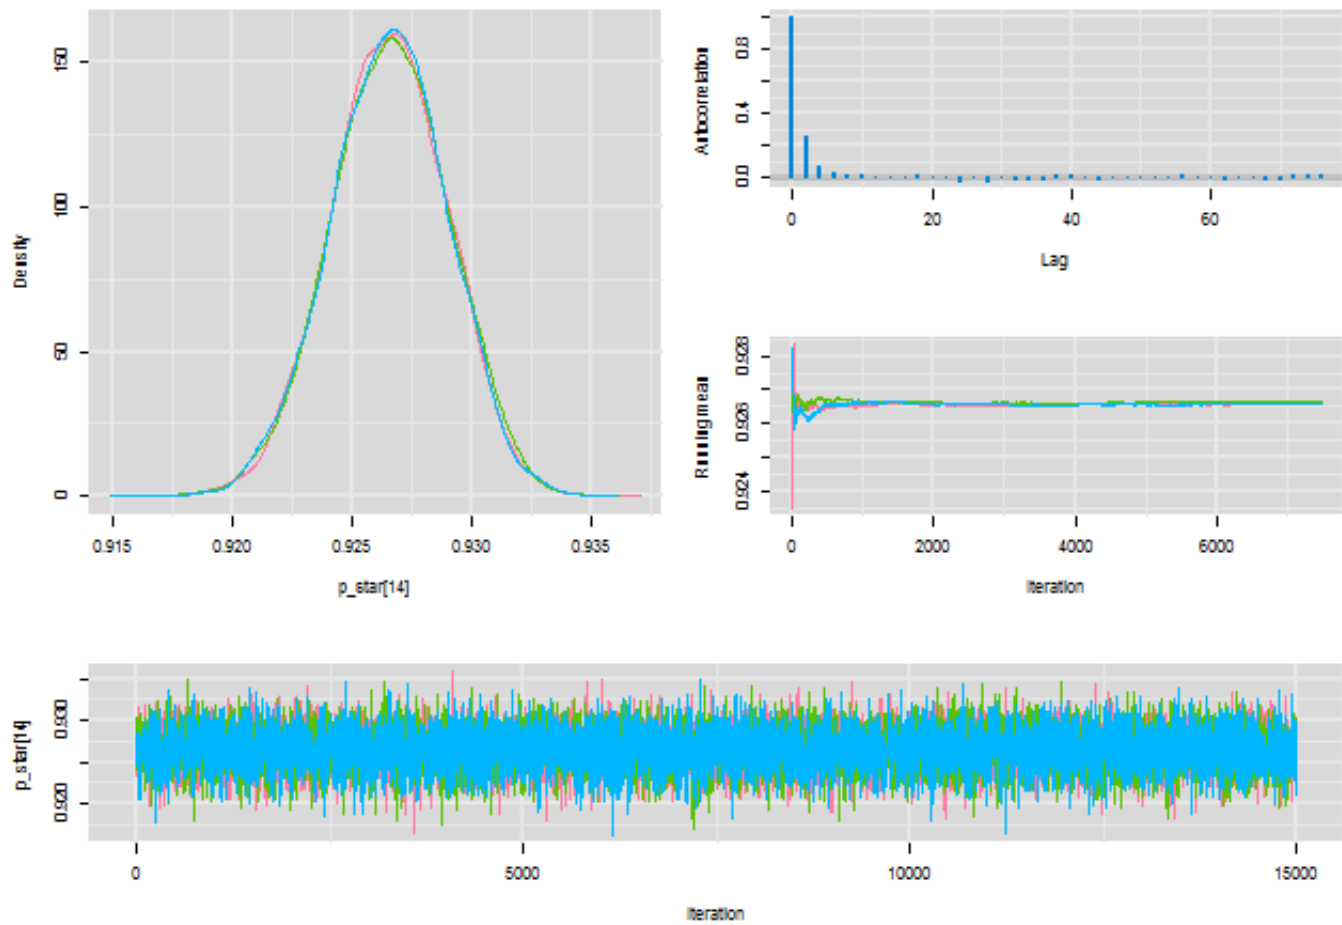 150
100
50
0
Density
0.915 0.920 0.925 0.930 0.935
p_star[14]
0.8
0.4
0.0
Autocorrelation
0 20 40 60
Lag
0.928
0.926
0.924
Running mean
0 2000 4000 6000
Iteration
0.930
0.920
p_star[14]
0 5000 10000 15000
Iteration